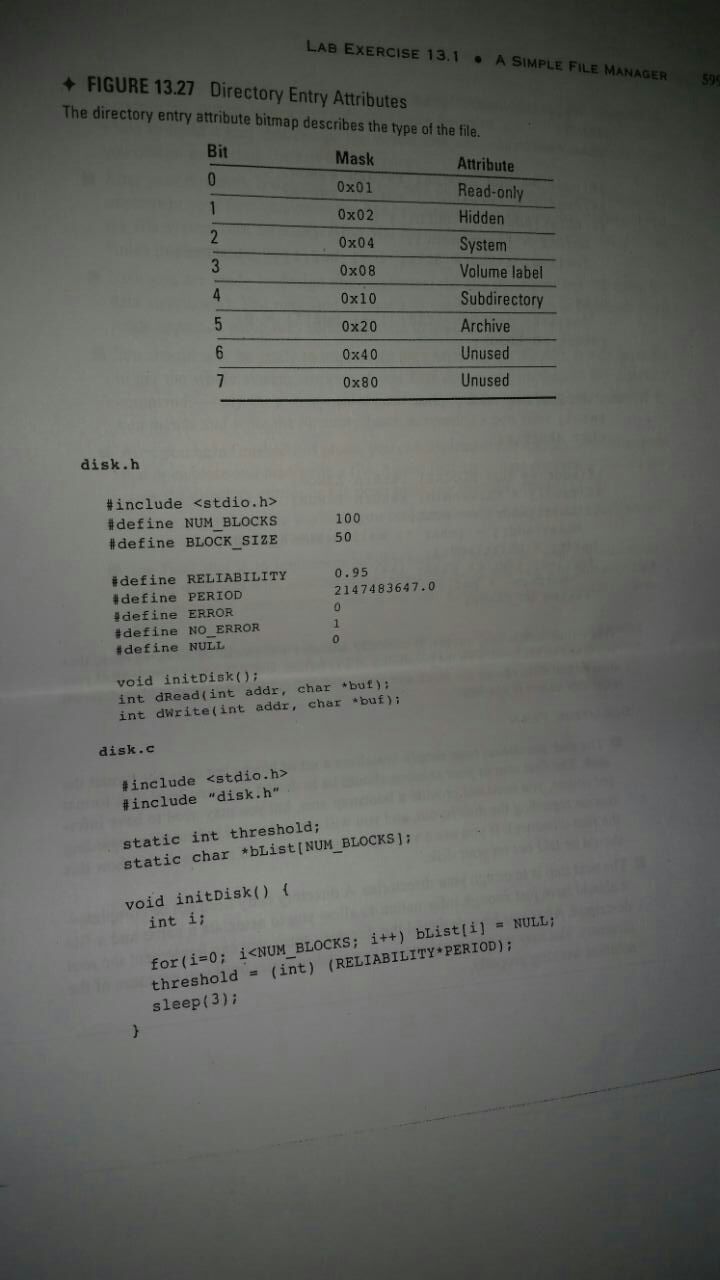 LAB EXERCISE 13.1 • A SIMPLE FILE MANAGER
✦ FIGURE 13.27 Directory Entry Attributes
The directory entry attribute bitmap describes the type of the file.
Bit Mask Attribute
0 0x01 Read-only
1 0x02 Hidden
2 0x04 System
3 0x08 Volume label
4 0x10 Subdirectory
5 0x20 Archive
6 0x40 Unused
7 0x80 Unused
disk.h
#include <stdio.h>
#define NUM_BLOCKS 100
#define BLOCK_SIZE 50
#define RELIABILITY 0.95
#define PERIOD 2147483647.0
#define ERROR 0
#define NO_ERROR 1
#define NULL 0
void initDisk();
int dRead(int addr, char *buf);
int dWrite(int addr, char *buf);
disk.c
#include <stdio.h>
#include "disk.h"
static int threshold;
static char *bList[NUM_BLOCKS];
void initDisk() {
int i;
for(i=0; i<NUM_BLOCKS; i++) bList[i] = NULL;
threshold = (int) (RELIABILITY*PERIOD);
sleep(3);
}